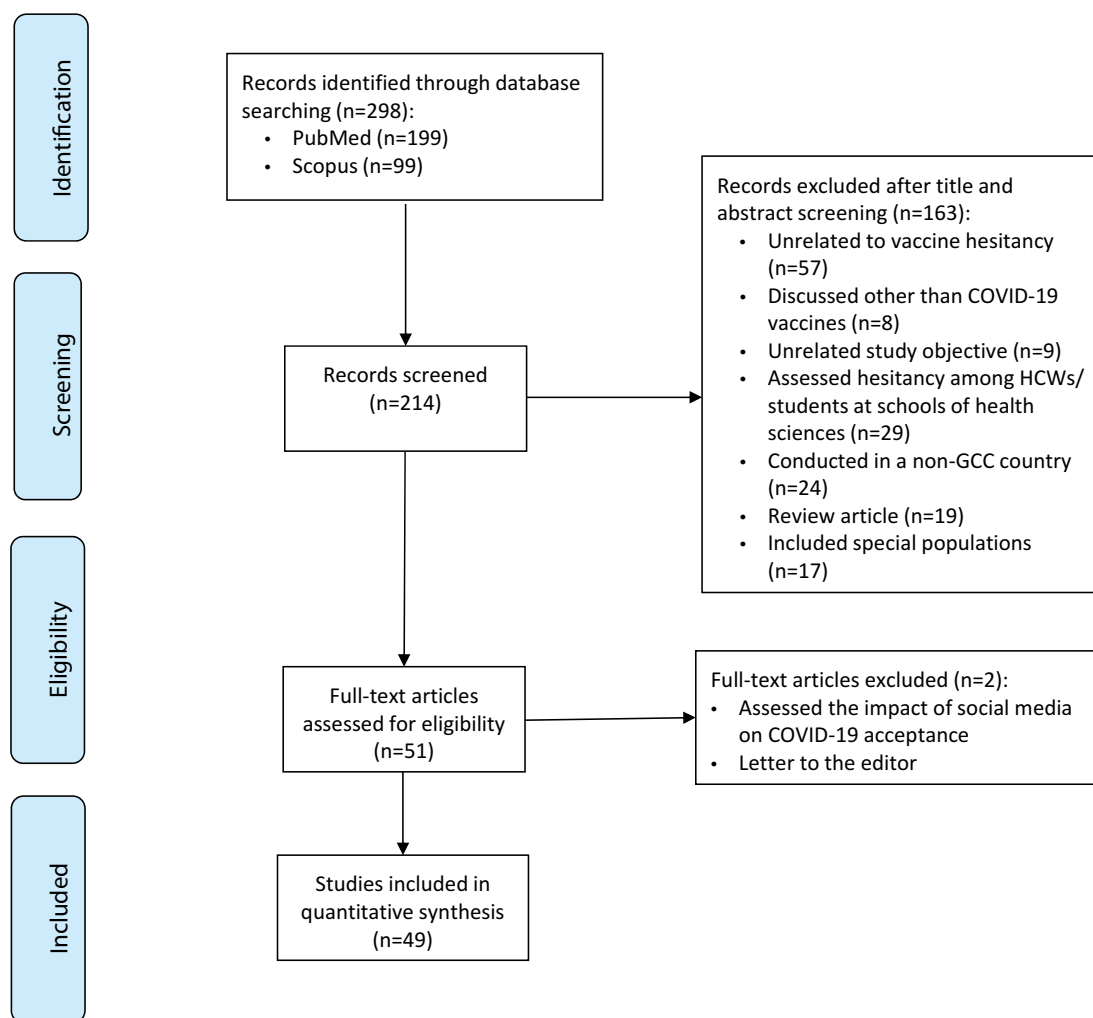 Identification
Records identified through database
searching (n=298):
• PubMed (n=199)
• Scopus (n=99)
Records excluded after title and
abstract screening (n=163):
• Unrelated to vaccine hesitancy
(n=57)
• Discussed other than COVID-19
vaccines (n=8)
• Unrelated study objective (n=9)
• Assessed hesitancy among HCWs/
students at schools of health
sciences (n=29)
• Conducted in a non-GCC country
(n=24)
• Review article (n=19)
• Included special populations
(n=17)
Screening
Records screened
(n=214)
Eligibility
Full-text articles
assessed for eligibility
(n=51)
Full-text articles excluded (n=2):
• Assessed the impact of social media
on COVID-19 acceptance
• Letter to the editor
Included
Studies included in
quantitative synthesis
(n=49)